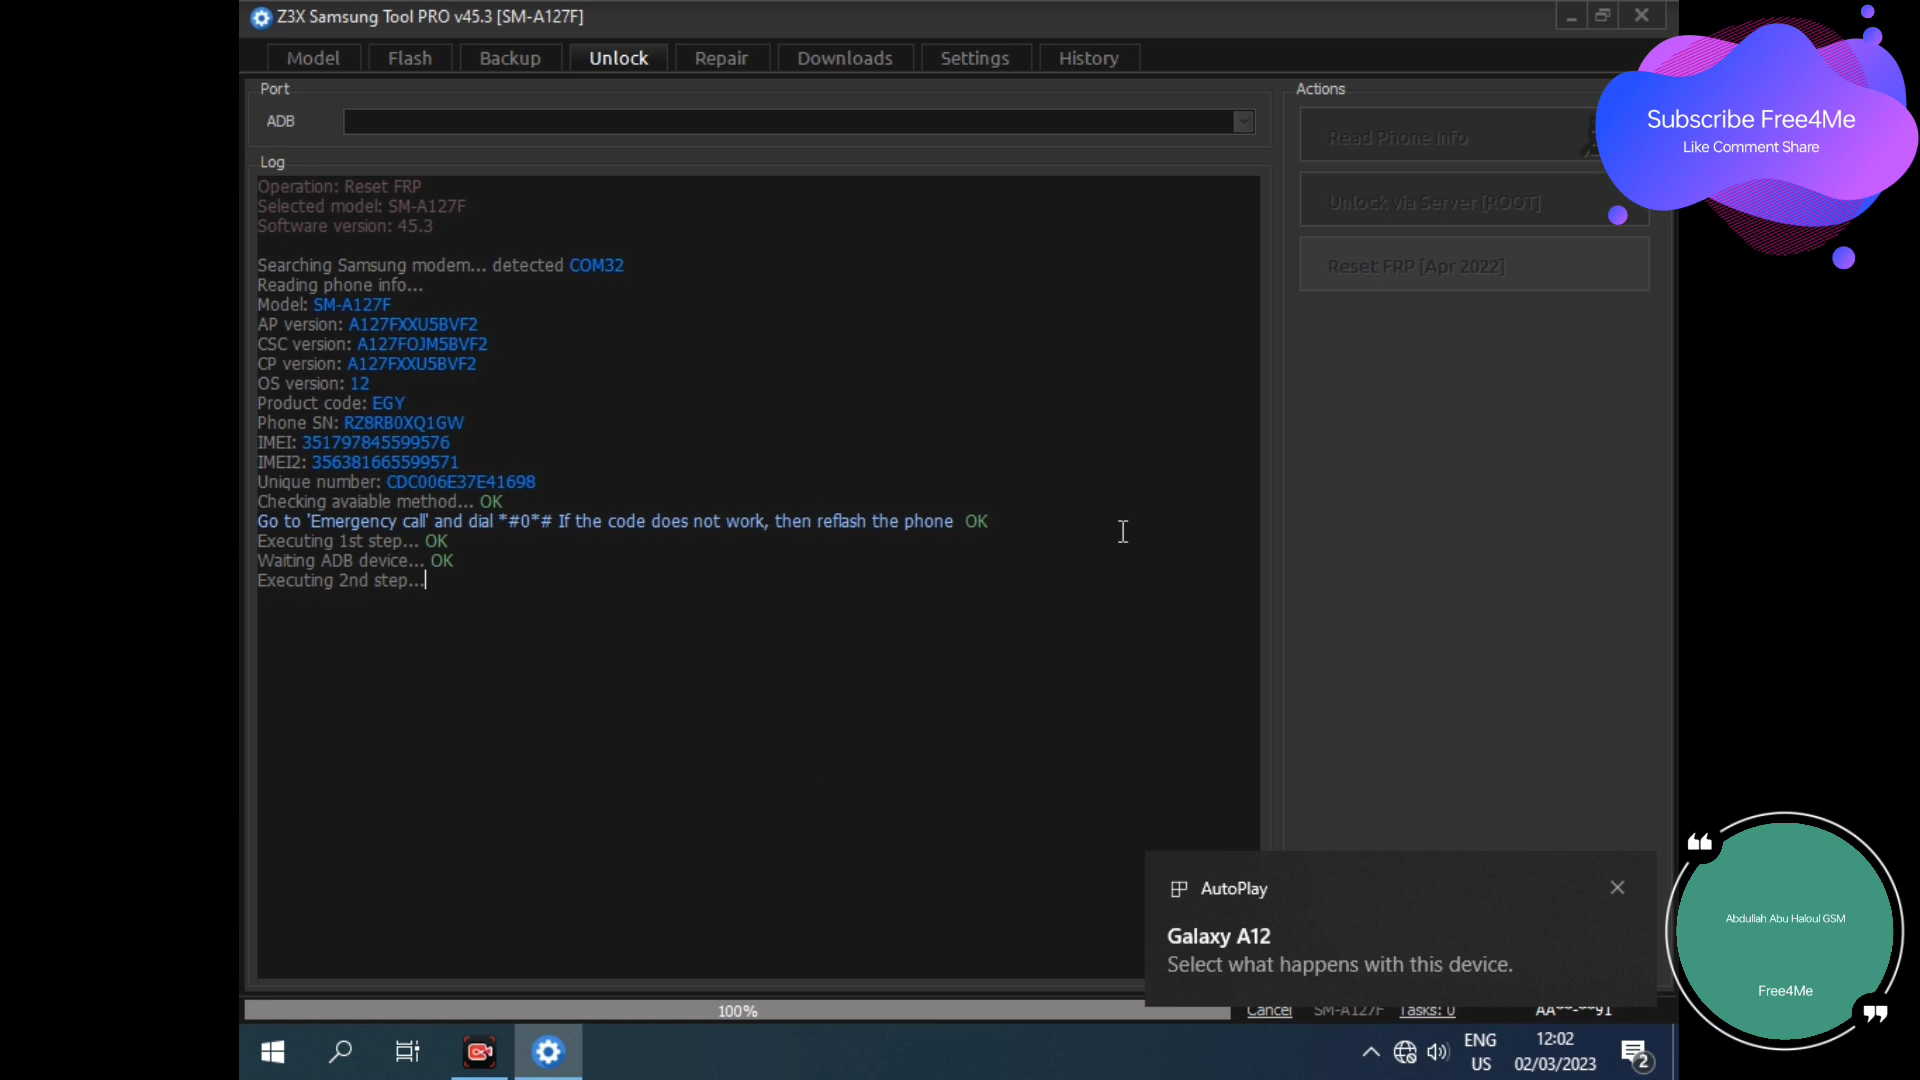 Z3X Samsung Tool PRO v45.3 [SM-A127F]
Model Flash Backup Unlock Repair Downloads Settings History
Port
ADB
Log
Operation: Reset FRP
Selected model: SM-A127F
Software version: 45.3
Searching Samsung modem... detected COM32
Reading phone info...
Model: SM-A127F
AP version: A127FXXU5BVF2
CSC version: A127FOJM5BVF2
CP version: A127FXXU5BVF2
OS version: 12
Product code: EGY
Phone SN: RZ8RB0XQ1GW
IMEI: 351797845599576
IMEI2: 356381665599571
Unique number: CDC006E37E41698
Checking avaiable method... OK
Go to 'Emergency call' and dial *#0*# If the code does not work, then reflash the phone OK
Executing 1st step... OK
Waiting ADB device... OK
Executing 2nd step...
Actions
Read Phone Info
Unlock via Server [ROOT]
Reset FRP [Apr 2022]
Subscribe Free4Me
Like Comment Share
AutoPlay
Galaxy A12
Select what happens with this device.
Abdullah Abu Haloul GSM
Free4Me
100%
Cancel SM-A127F Tasks: 0
ENG
US
12:02
02/03/2023
2